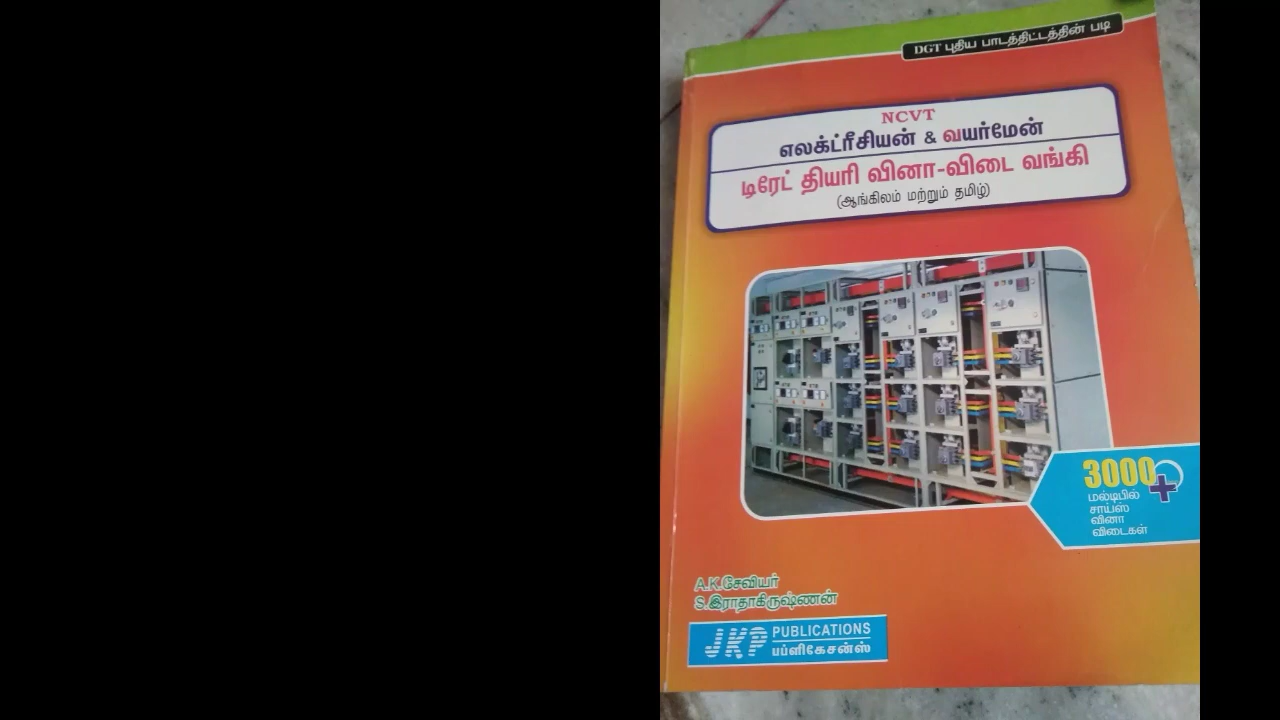 DGT புதிய பாடத்திட்டத்தின் படி
NCVT
எலக்ட்ரீசியன் & வயர்மேன்
டிரேட் தியரி வினா-விடை வங்கி
(ஆங்கிலம் மற்றும் தமிழ்)
3000+
மல்டிபில்
சாய்ஸ்
வினா
விடைகள்
A.K.சேவியர்
S.இராதாகிருஷ்ணன்
JKP PUBLICATIONS
பப்ளிகேசன்ஸ்